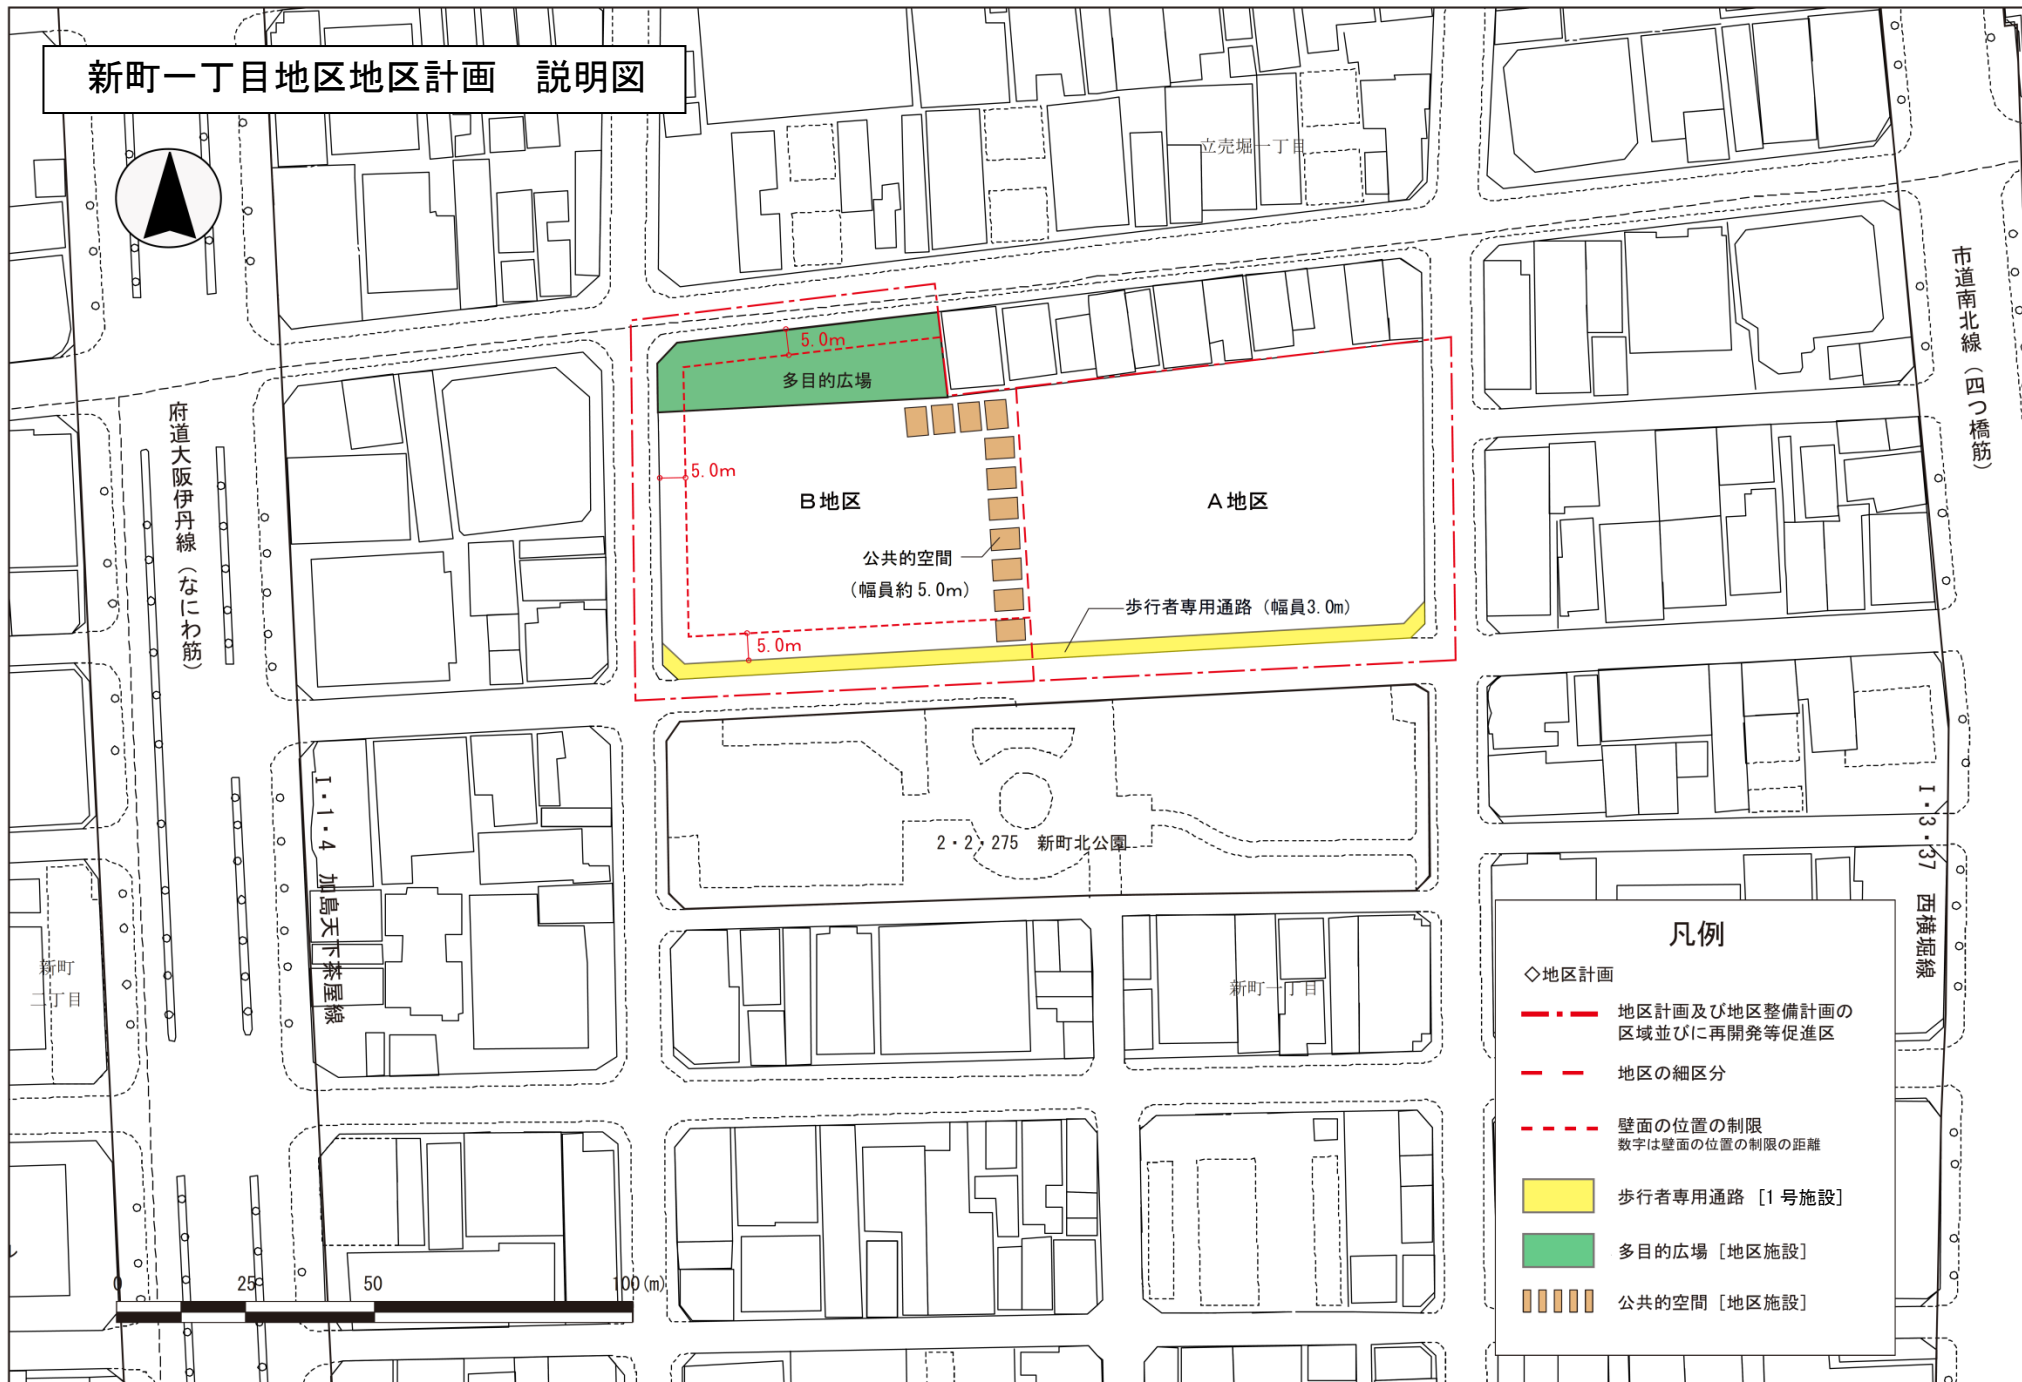 新町一丁目地区地区計画　説明図
立売堀一丁目
市道南北線（四つ橋筋）
府道大阪伊丹線（なにわ筋）
5.0m
多目的広場
5.0m
B地区
A地区
公共的空間
（幅員約5.0m）
歩行者専用通路（幅員3.0m）
5.0m
Ⅰ・1・4　加島天下茶屋線
2・2・275　新町北公園
Ⅰ・3・37　西横堀線
新町
二丁目
新町一丁目
凡例
◇地区計画
地区計画及び地区整備計画の
区域並びに再開発等促進区
地区の細区分
壁面の位置の制限
数字は壁面の位置の制限の距離
歩行者専用通路［1号施設］
多目的広場［地区施設］
公共的空間［地区施設］
0 25 50 100(m)